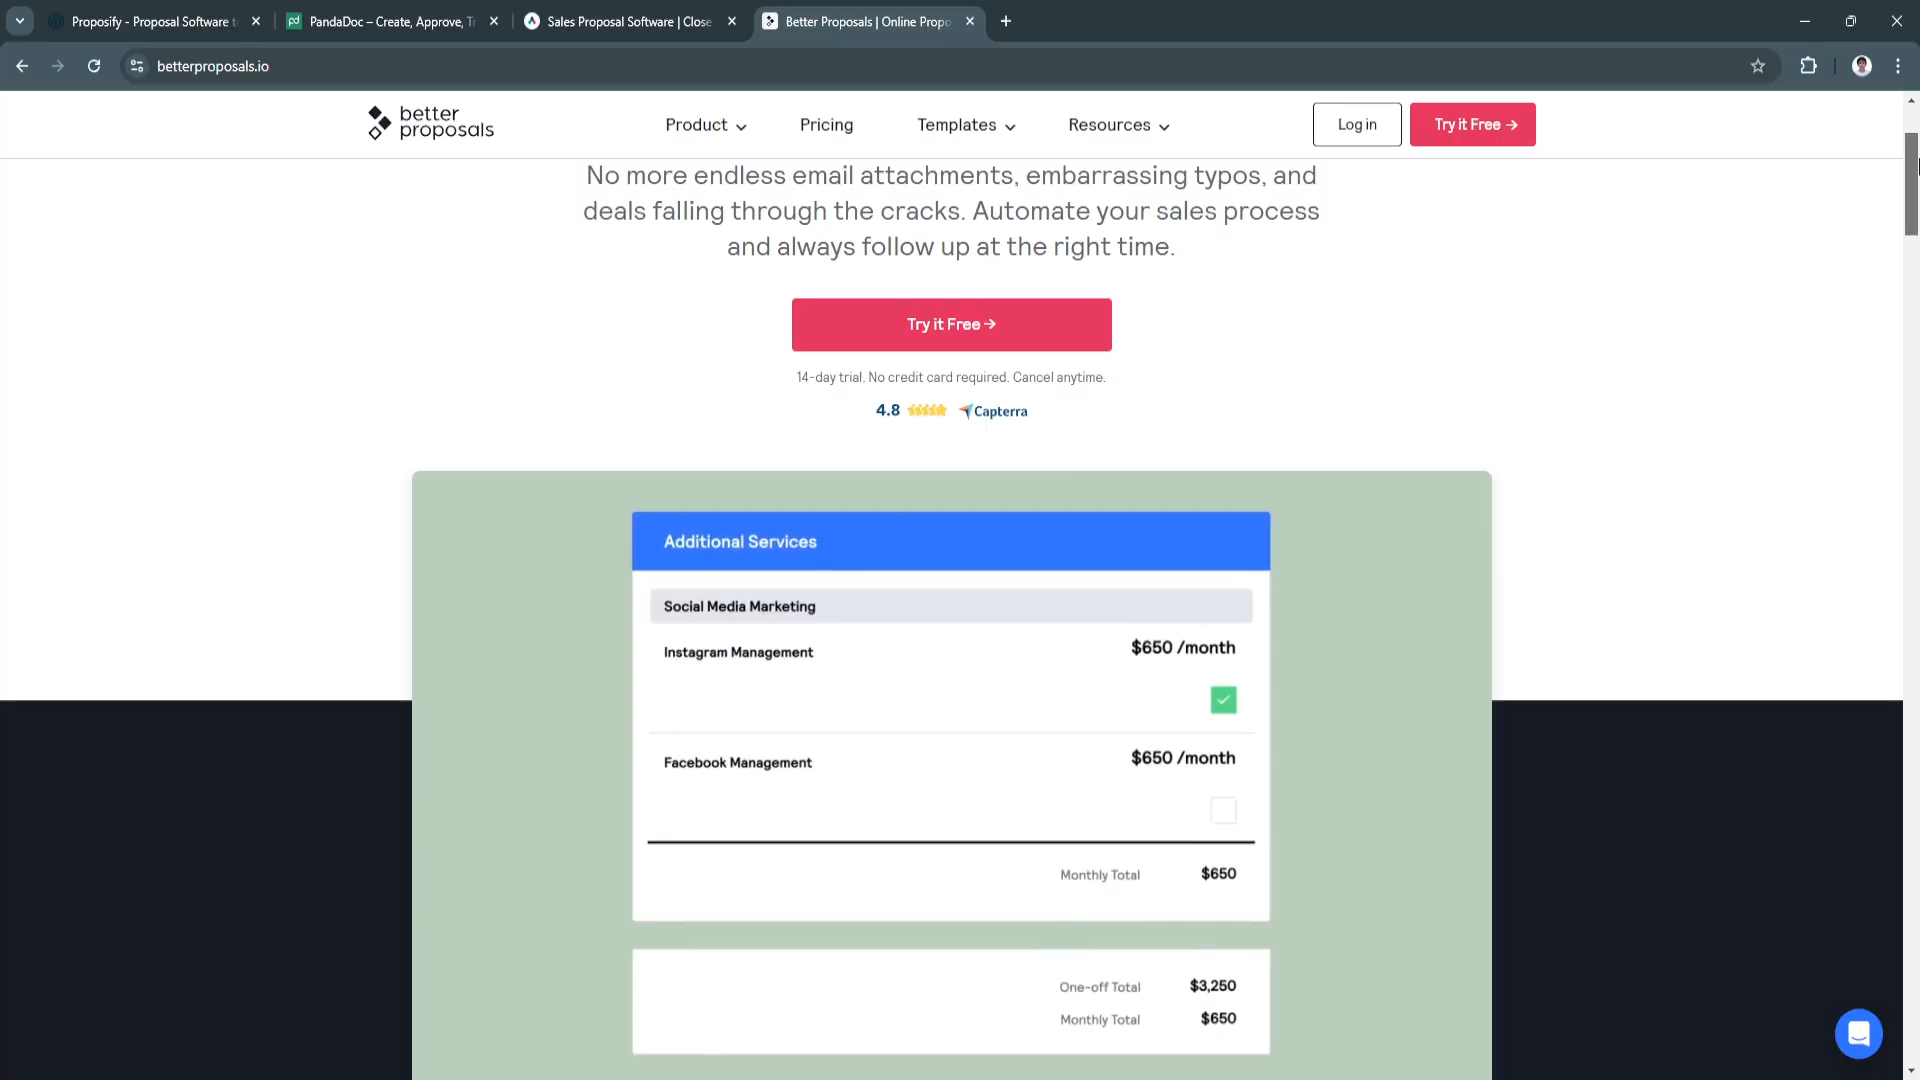 Proposify - Proposal Software t
PandaDoc – Create, Approve, Tr
Sales Proposal Software | Close
Better Proposals | Online Propo
betterproposals.io
better
proposals
Product
Pricing
Templates
Resources
Log in
Try it Free →
No more endless email attachments, embarrassing typos, and
deals falling through the cracks. Automate your sales process
and always follow up at the right time.
Try it Free →
14-day trial. No credit card required. Cancel anytime.
4.8 Capterra
Additional Services
Social Media Marketing
Instagram Management $650 /month
Facebook Management $650 /month
Monthly Total $650
One-off Total $3,250
Monthly Total $650